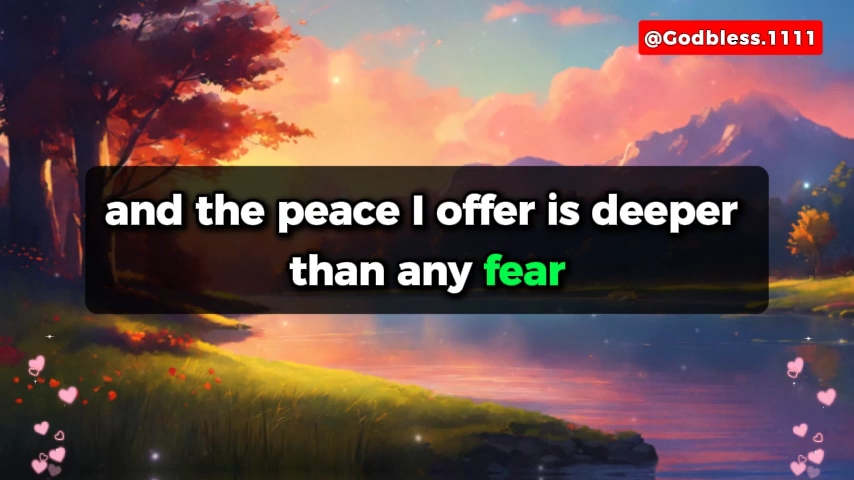 @Godbless.1111
and the peace I offer is deeper
than any fear